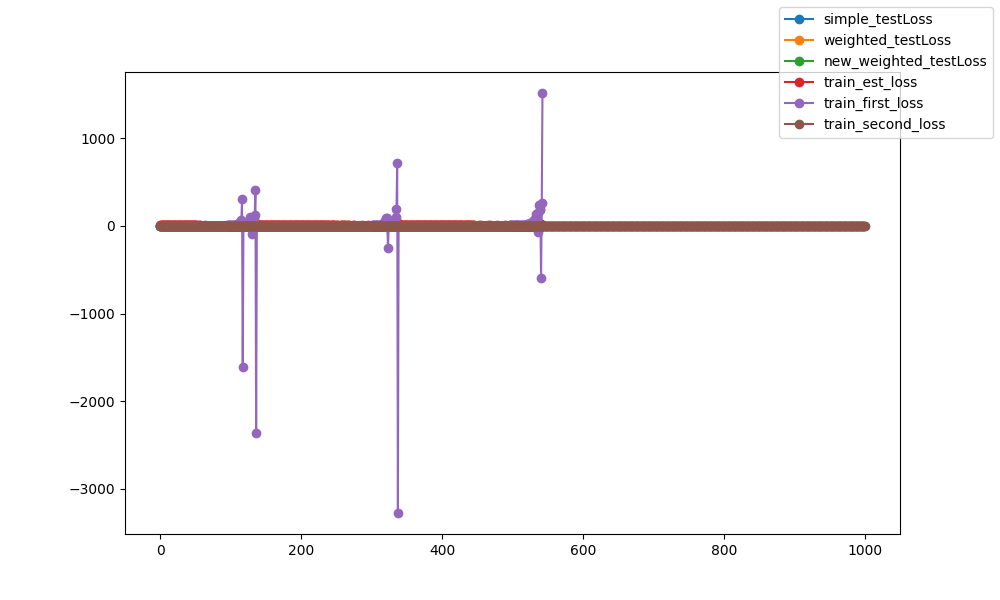 simple_testLoss
weighted_testLoss
new_weighted_testLoss
train_est_loss
train_first_loss
train_second_loss
1000
0
−1000
−2000
−3000
0 200 400 600 800 1000